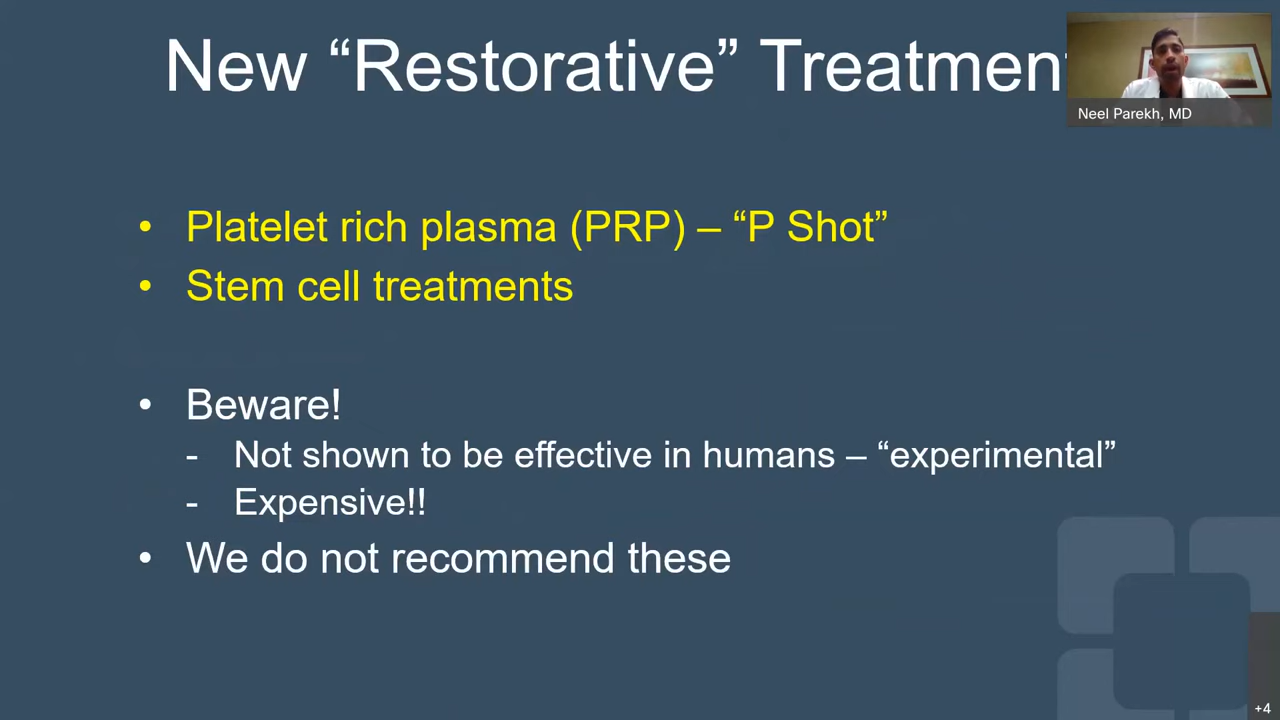 New “Restorative” Treatment
Neel Parekh, MD
• Platelet rich plasma (PRP) – “P Shot”
• Stem cell treatments
• Beware!
- Not shown to be effective in humans – “experimental”
- Expensive!!
• We do not recommend these
+4